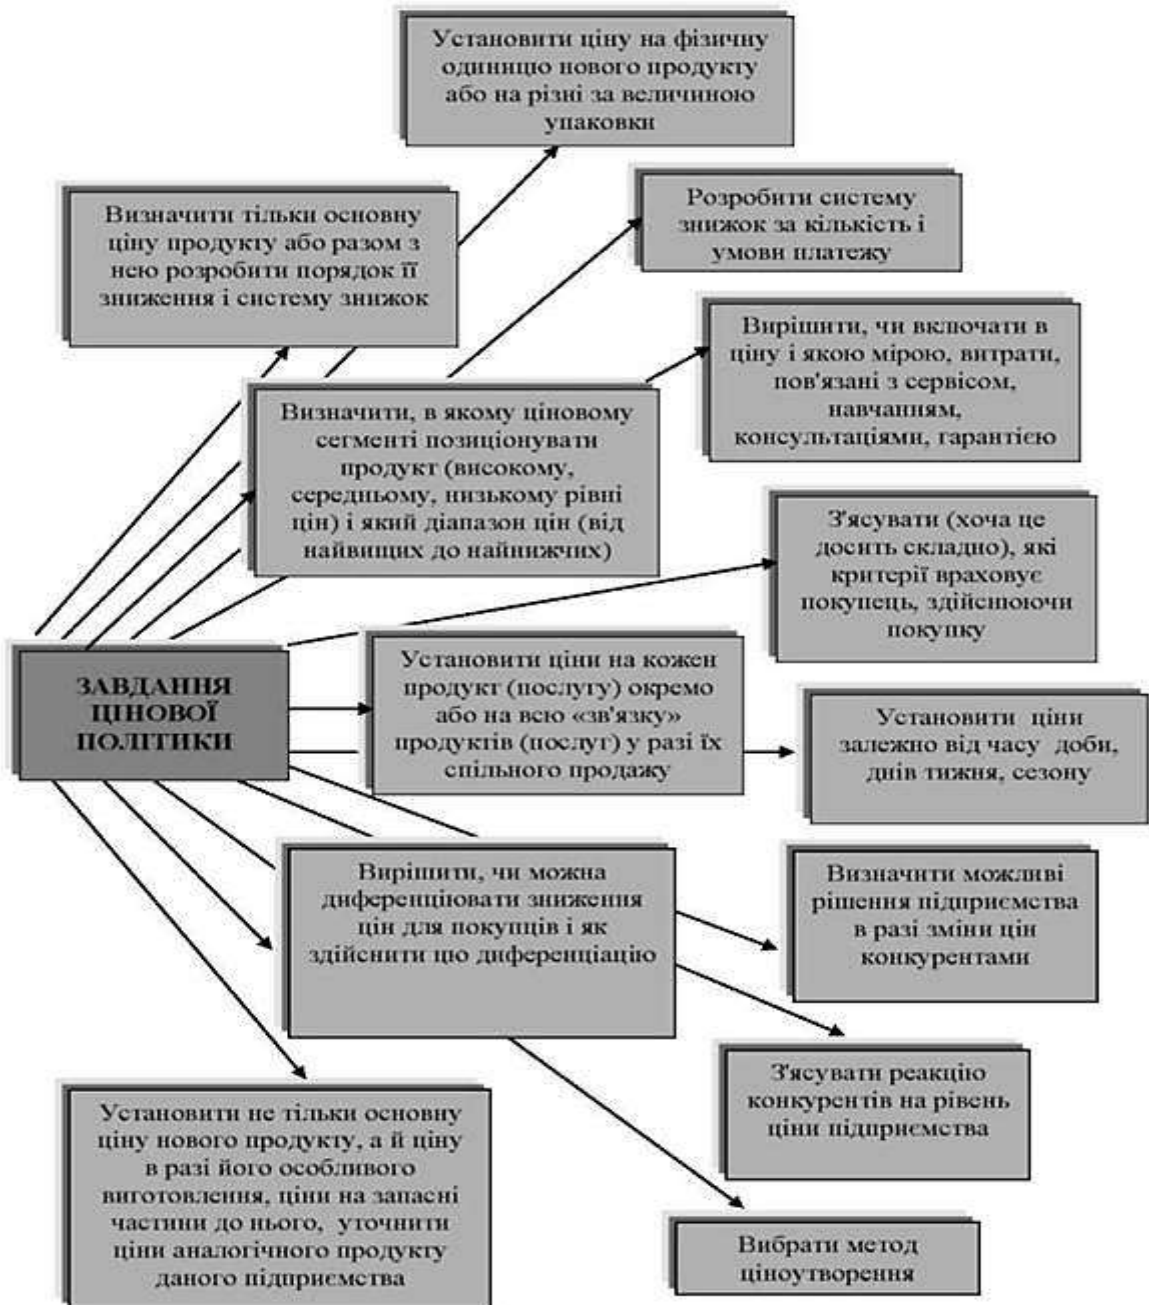 Установити ціну на фізичну
одиницю нового продукту
або на різні за величиною
упаковки
Визначити тільки основну
ціну продукту або разом з
нею розробити порядок її
зниження і систему знижок
Розробити систему
знижок за кількість і
умови платежу
Вирішити, чи включати в
ціну і якою мірою, витрати,
пов'язані з сервісом,
навчанням,
консультаціями, гарантією
Визначити, в якому ціновому
сегменті позиціонувати
продукт (високому,
середньому, низькому рівні
цін) і який діапазон цін (від
найвищих до найнижчих)
З'ясувати (хоча це
досить складно), які
критерії враховує
покупець, здійснюючи
покупку
ЗАВДАННЯ
ЦІНОВОЇ
ПОЛІТИКИ
Установити ціни на кожен
продукт (послугу) окремо
або на всю «зв'язку»
продуктів (послуг) у разі їх
спільного продажу
Установити ціни
залежно від часу доби,
днів тижня, сезону
Вирішити, чи можна
диференціювати зниження
цін для покупців і як
здійснити цю диференціацію
Визначити можливі
рішення підприємства
в разі зміни цін
конкурентами
З'ясувати реакцію
конкурентів на рівень
ціни підприємства
Установити не тільки основну
ціну нового продукту, а й ціну
в разі його особливого
виготовлення, ціни на запасні
частини до нього, уточнити
ціни аналогічного продукту
даного підприємства
Вибрати метод
ціноутворення